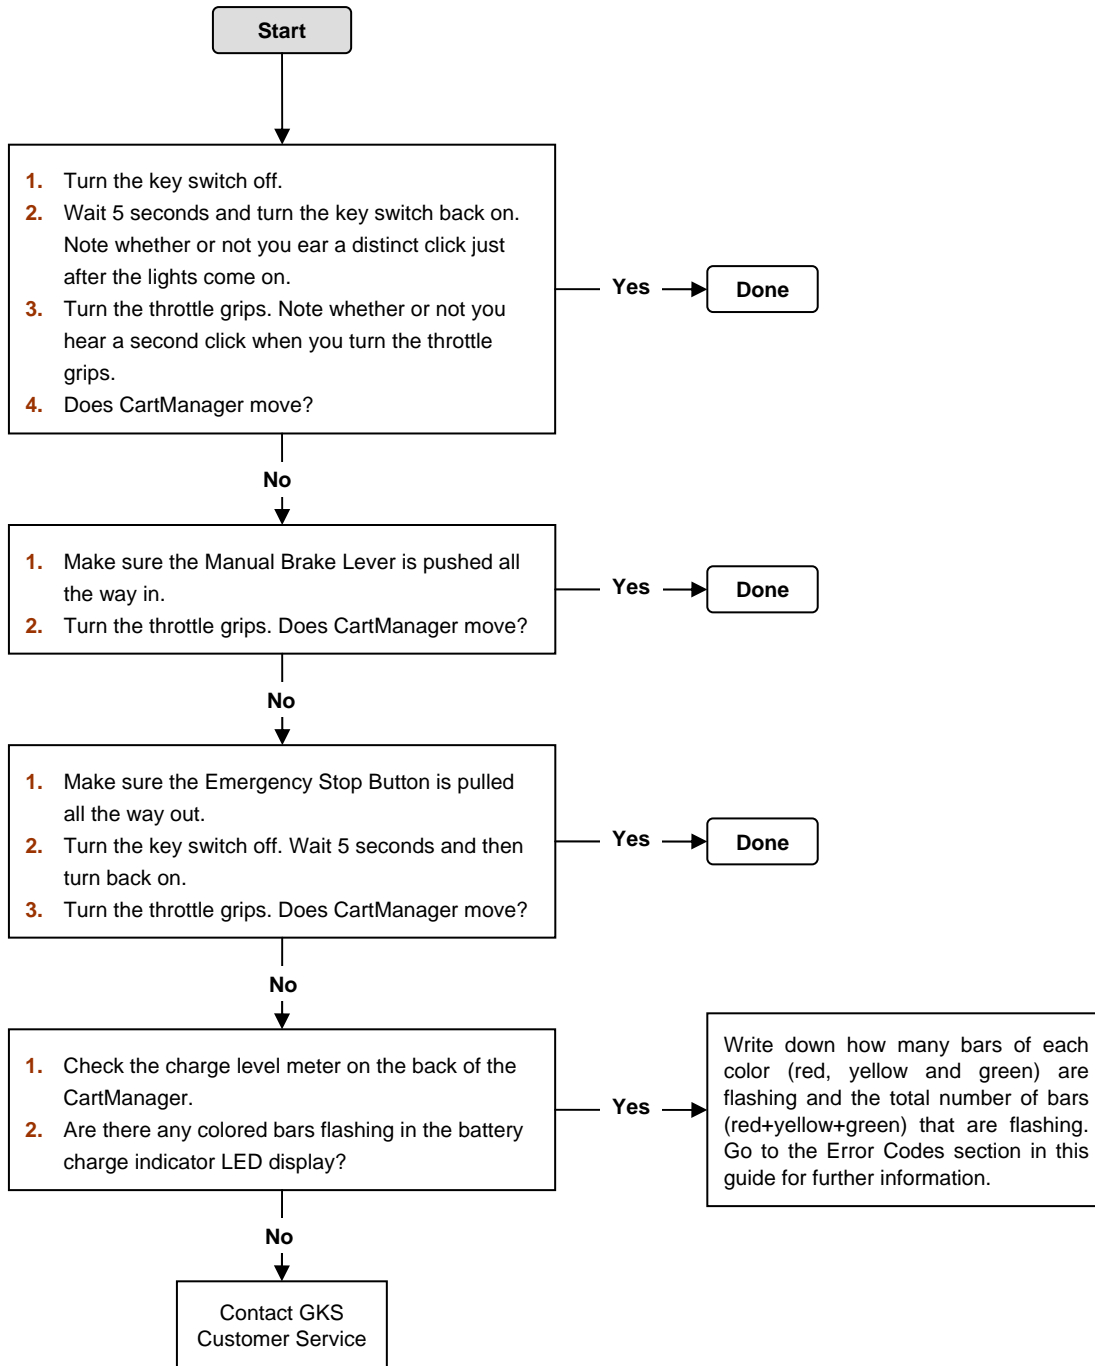 Start
1. Turn the key switch off.
2. Wait 5 seconds and turn the key switch back on.
Note whether or not you ear a distinct click just
after the lights come on.
3. Turn the throttle grips. Note whether or not you
hear a second click when you turn the throttle
grips.
4. Does CartManager move?
Yes
Done
No
1. Make sure the Manual Brake Lever is pushed all
the way in.
2. Turn the throttle grips. Does CartManager move?
Yes
Done
No
1. Make sure the Emergency Stop Button is pulled
all the way out.
2. Turn the key switch off. Wait 5 seconds and then
turn back on.
3. Turn the throttle grips. Does CartManager move?
Yes
Done
No
1. Check the charge level meter on the back of the
CartManager.
2. Are there any colored bars flashing in the battery
charge indicator LED display?
Yes
Write down how many bars of each
color (red, yellow and green) are
flashing and the total number of bars
(red+yellow+green) that are flashing.
Go to the Error Codes section in this
guide for further information.
No
Contact GKS
Customer Service